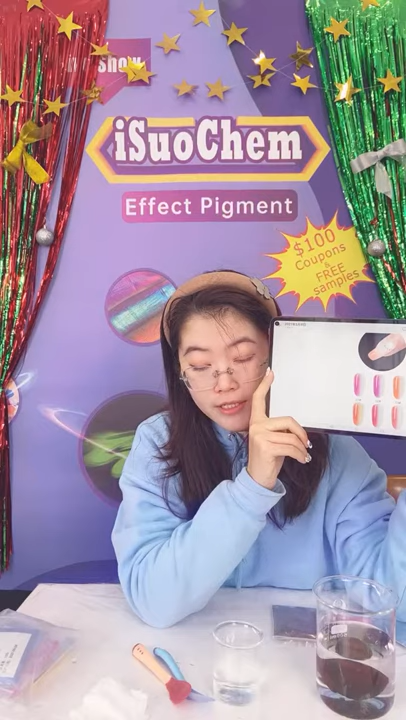 Show
iSuoChem
Effect Pigment
$100
Coupons
&
FREE
samples